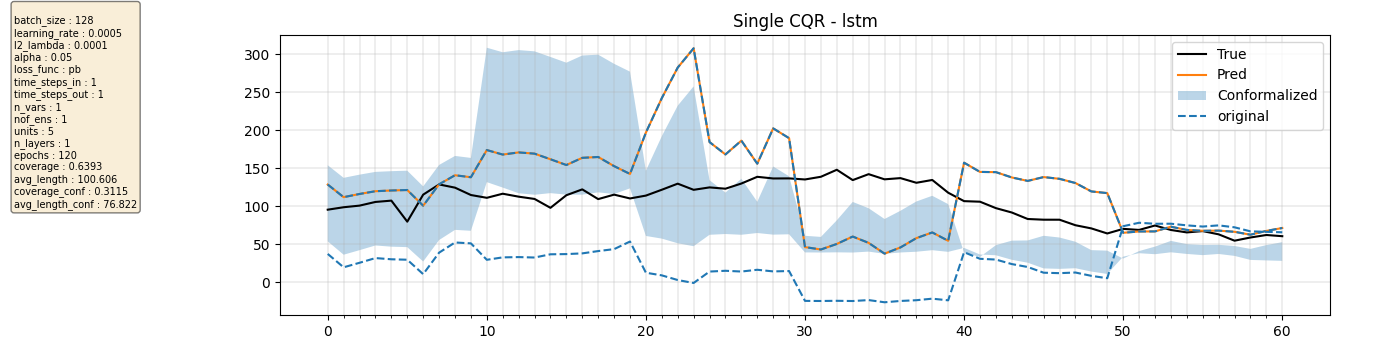 batch_size : 128
learning_rate : 0.0005
l2_lambda : 0.0001
alpha : 0.05
loss_func : pb
time_steps_in : 1
time_steps_out : 1
n_vars : 1
nof_ens : 1
units : 5
n_layers : 1
epochs : 120
coverage : 0.6393
avg_length : 100.606
coverage_conf : 0.3115
avg_length_conf : 76.822
Single CQR - lstm
300
250
200
150
100
50
0
0 10 20 30 40 50 60
True
Pred
Conformalized
original